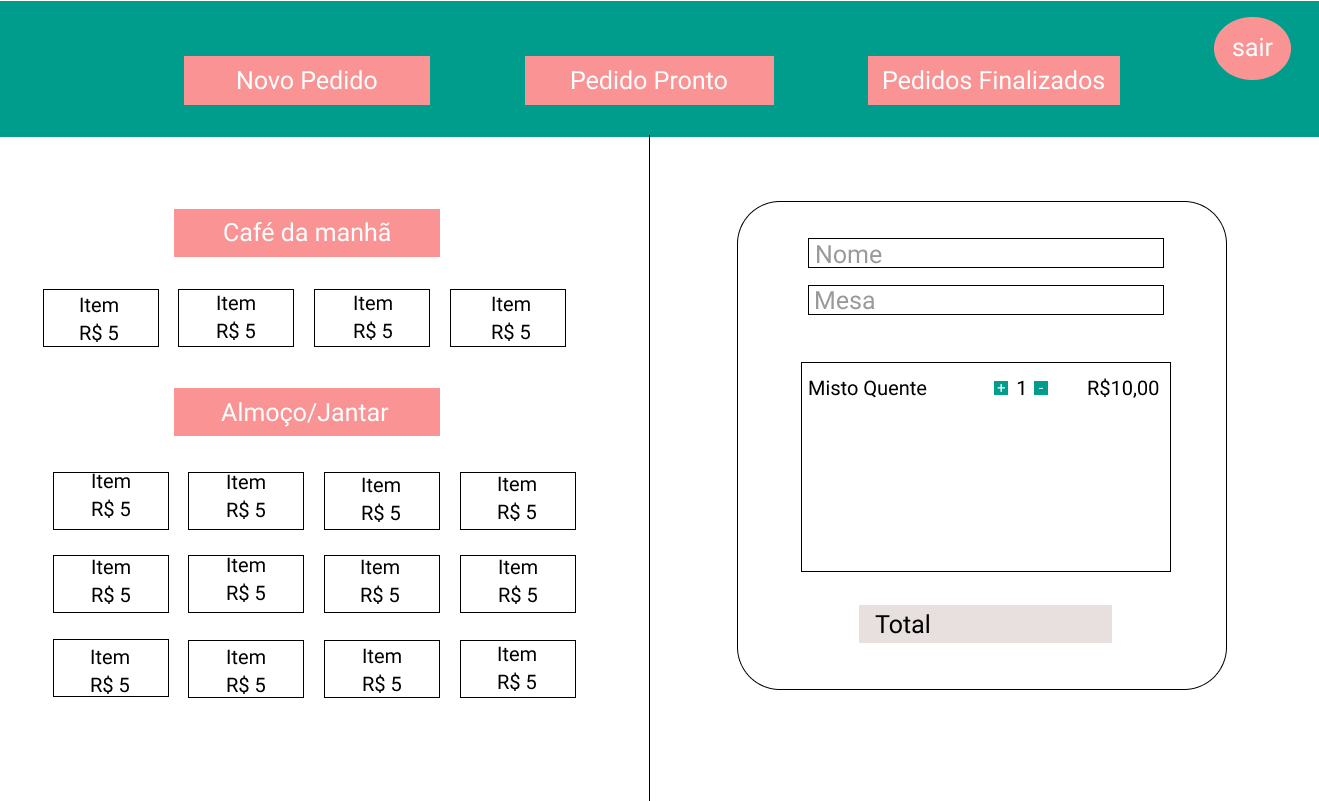 sair
Novo Pedido
Pedido Pronto
Pedidos Finalizados
Café da manhã
Item
R$ 5
Item
R$ 5
Item
R$ 5
Item
R$ 5
Almoço/Jantar
Item
R$ 5
Item
R$ 5
Item
R$ 5
Item
R$ 5
Item
R$ 5
Item
R$ 5
Item
R$ 5
Item
R$ 5
Item
R$ 5
Item
R$ 5
Item
R$ 5
Item
R$ 5
Nome
Mesa
Misto Quente + 1 - R$10,00
Total